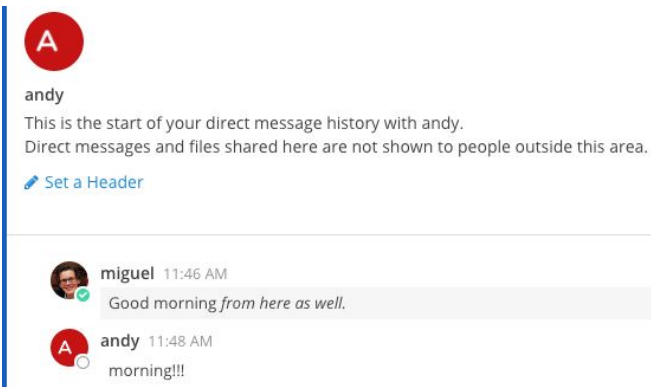 A
andy
This is the start of your direct message history with andy.
Direct messages and files shared here are not shown to people outside this area.
Set a Header
miguel 11:46 AM
Good morning from here as well.
A
andy 11:48 AM
morning!!!